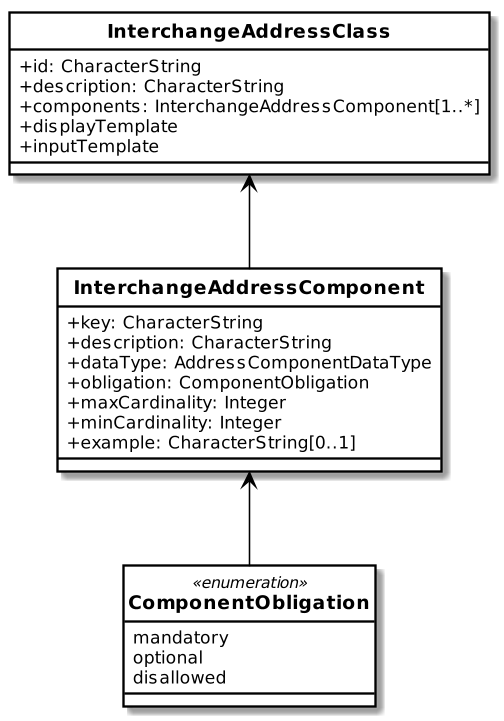 InterchangeAddressClass
+id: CharacterString
+description: CharacterString
+components: InterchangeAddressComponent[1..*]
+displayTemplate
+inputTemplate
InterchangeAddressComponent
+key: CharacterString
+description: CharacterString
+dataType: AddressComponentDataType
+obligation: ComponentObligation
+maxCardinality: Integer
+minCardinality: Integer
+example: CharacterString[0..1]
«enumeration»
ComponentObligation
mandatory
optional
disallowed